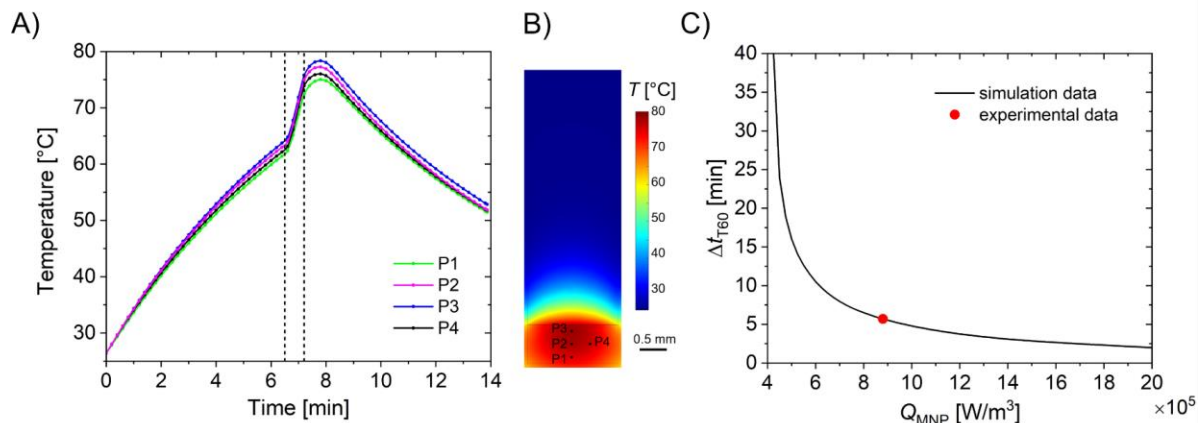 A)
80
70
60
50
40
30
Temperature [°C]
P1
P2
P3
P4
0 2 4 6 8 10 12 14
Time [min]
B)
T [°C]
80
70
60
50
40
30
P3
P2 P4
P1
0.5 mm
C)
40
35
30
25
20
15
10
5
0
Δt_T60 [min]
simulation data
experimental data
4 6 8 10 12 14 16 18 20
×10⁵
Q_MNP [W/m³]